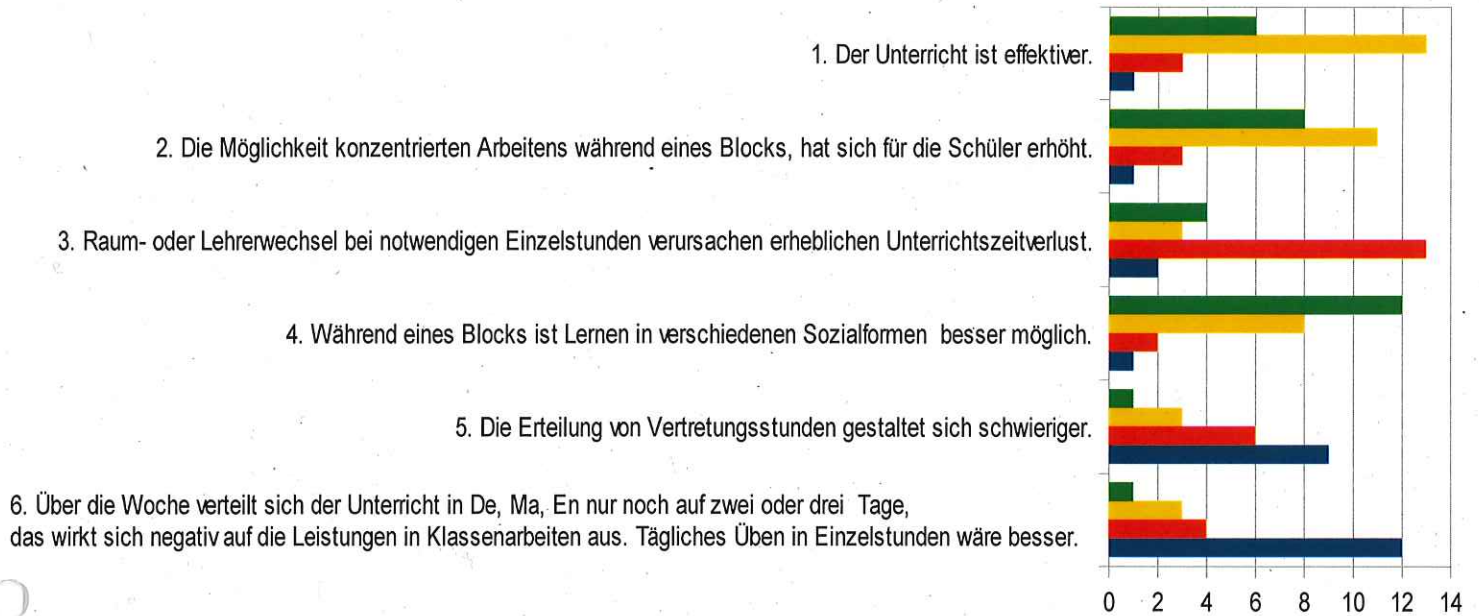 1. Der Unterricht ist effektiver.
2. Die Möglichkeit konzentrierten Arbeitens während eines Blocks, hat sich für die Schüler erhöht.
3. Raum- oder Lehrerwechsel bei notwendigen Einzelstunden verursachen erheblichen Unterrichtszeitverlust.
4. Während eines Blocks ist Lernen in verschiedenen Sozialformen besser möglich.
5. Die Erteilung von Vertretungsstunden gestaltet sich schwieriger.
6. Über die Woche verteilt sich der Unterricht in De, Ma, En nur noch auf zwei oder drei Tage,
das wirkt sich negativ auf die Leistungen in Klassenarbeiten aus. Tägliches Üben in Einzelstunden wäre besser.
0 2 4 6 8 10 12 14